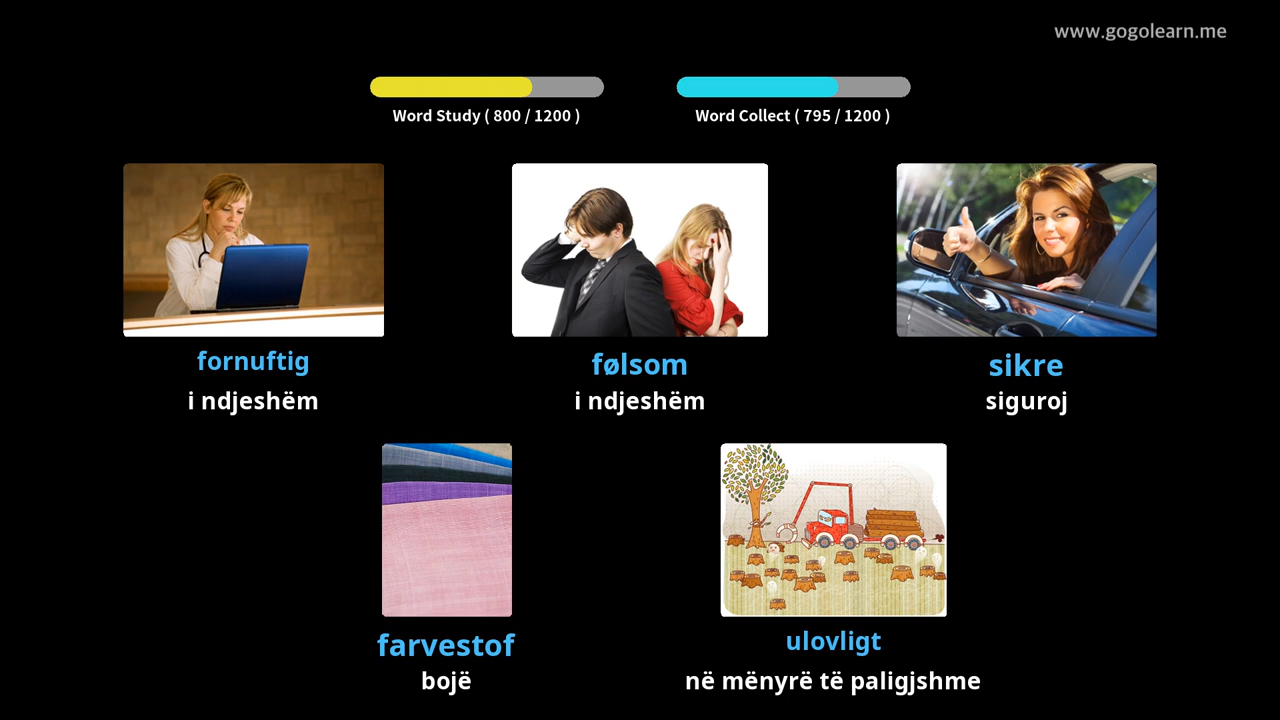 www.gogolearn.me
Word Study ( 800 / 1200 )
Word Collect ( 795 / 1200 )
fornuftig
i ndjeshëm
følsom
i ndjeshëm
sikre
siguroj
farvestof
bojë
ulovligt
në mënyrë të paligjshme